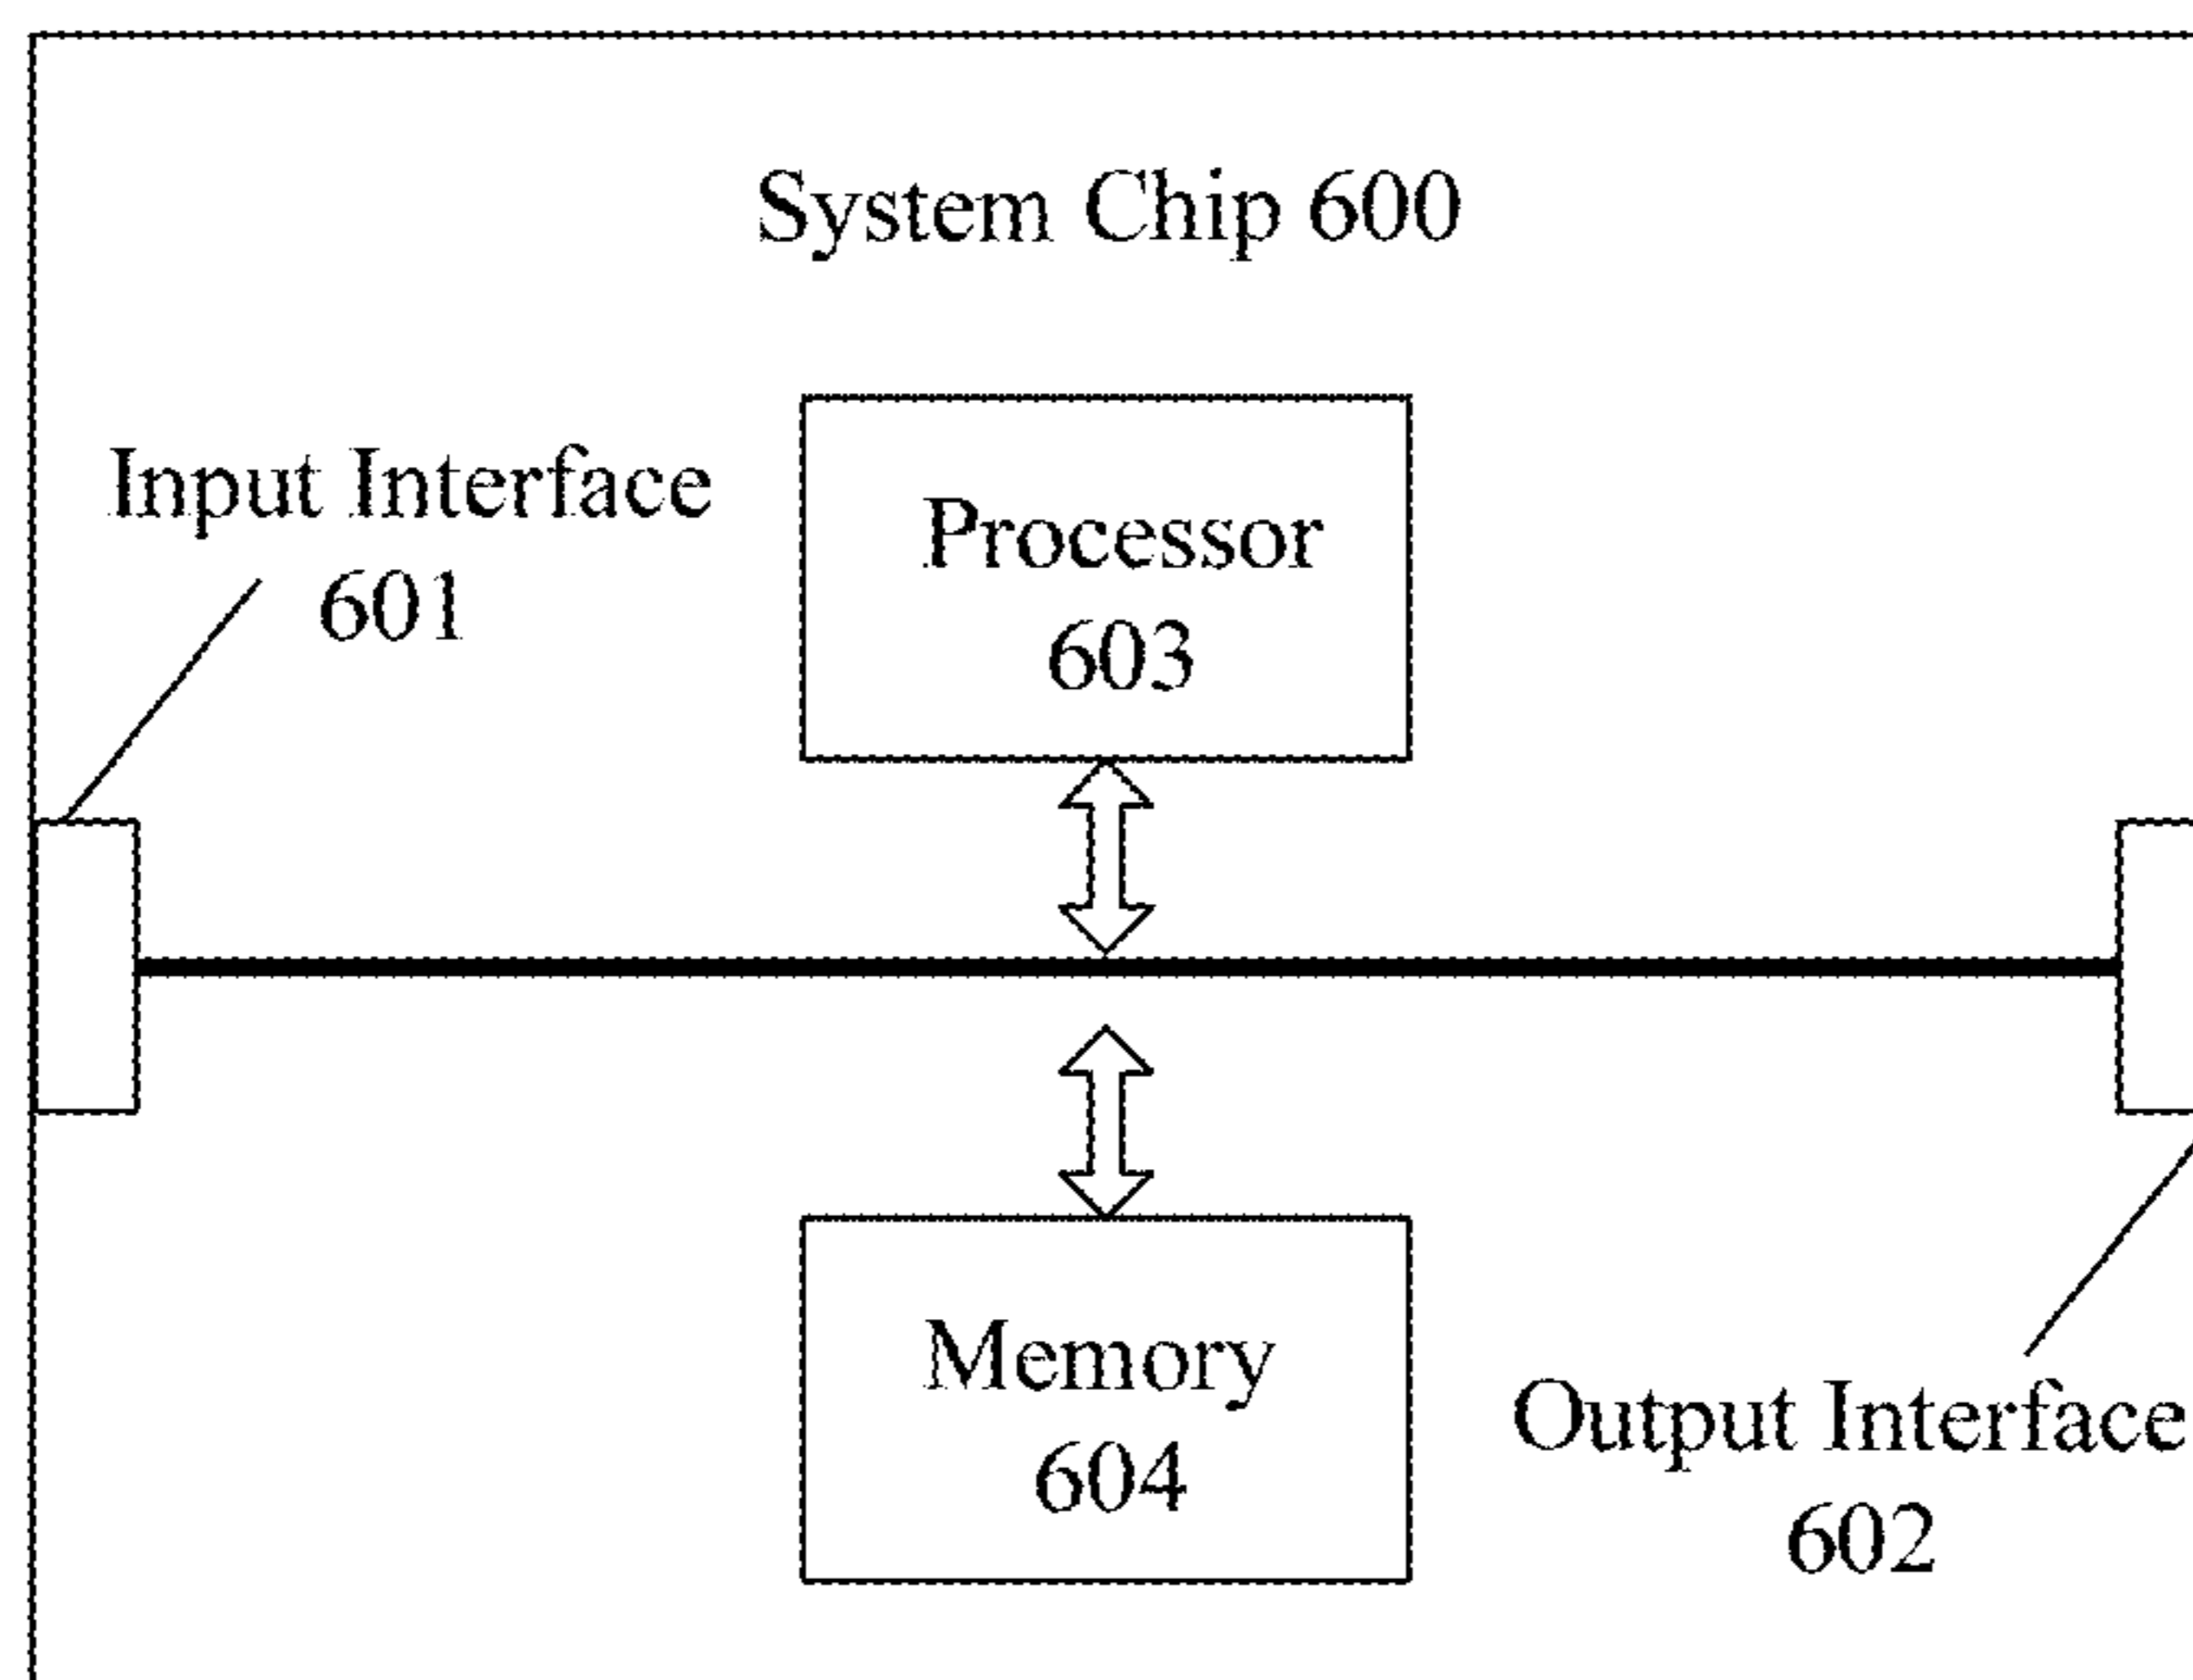 System Chip 600
Input Interface
601
Processor
603
Memory
604
Output Interface
602